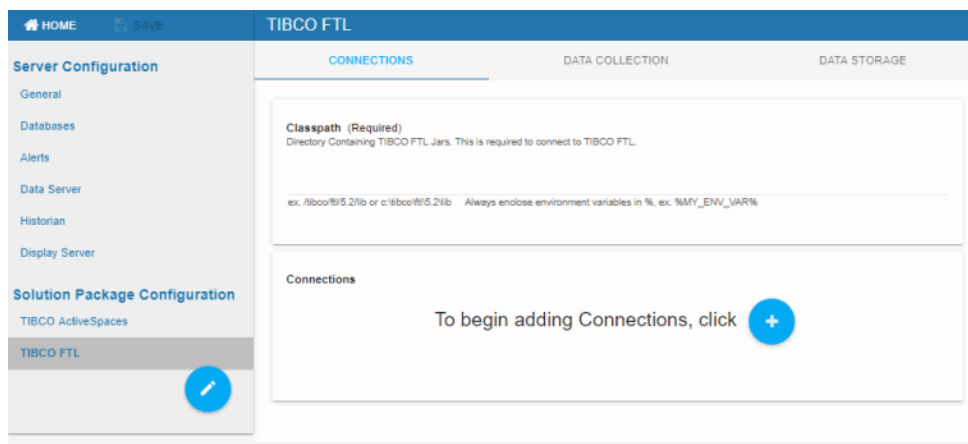 HOME
SAVE
TIBCO FTL
Server Configuration
General
Databases
Alerts
Data Server
Historian
Display Server
Solution Package Configuration
TIBCO ActiveSpaces
TIBCO FTL
CONNECTIONS
DATA COLLECTION
DATA STORAGE
Classpath (Required)
Directory Containing TIBCO FTL Jars. This is required to connect to TIBCO FTL.
ex. /tibco/ftl/5.2/lib or c:\tibco\ftl\5.2\lib Always enclose environment variables in %, ex. %MY_ENV_VAR%
Connections
To begin adding Connections, click